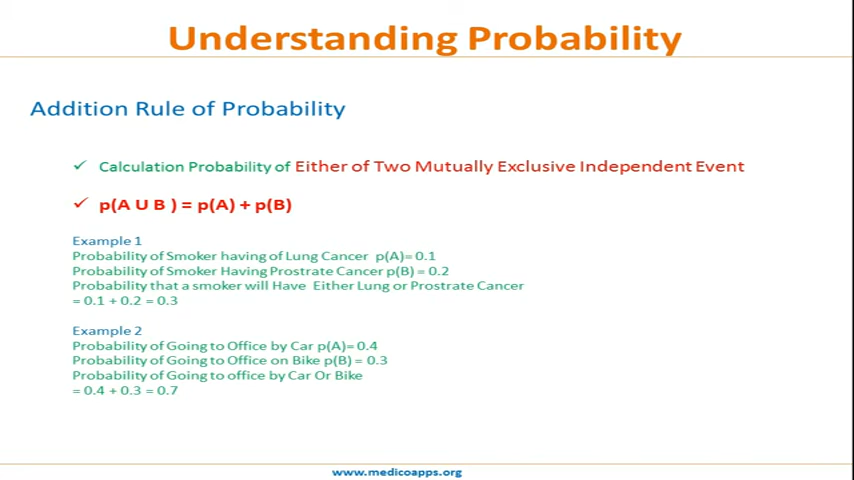 Understanding Probability
Addition Rule of Probability
✓ Calculation Probability of Either of Two Mutually Exclusive Independent Event
✓ p(A U B ) = p(A) + p(B)
Example 1
Probability of Smoker having of Lung Cancer p(A)= 0.1
Probability of Smoker Having Prostrate Cancer p(B) = 0.2
Probability that a smoker will Have Either Lung or Prostrate Cancer
= 0.1 + 0.2 = 0.3
Example 2
Probability of Going to Office by Car p(A)= 0.4
Probability of Going to Office on Bike p(B) = 0.3
Probability of Going to office by Car Or Bike
= 0.4 + 0.3 = 0.7
www.medicoapps.org